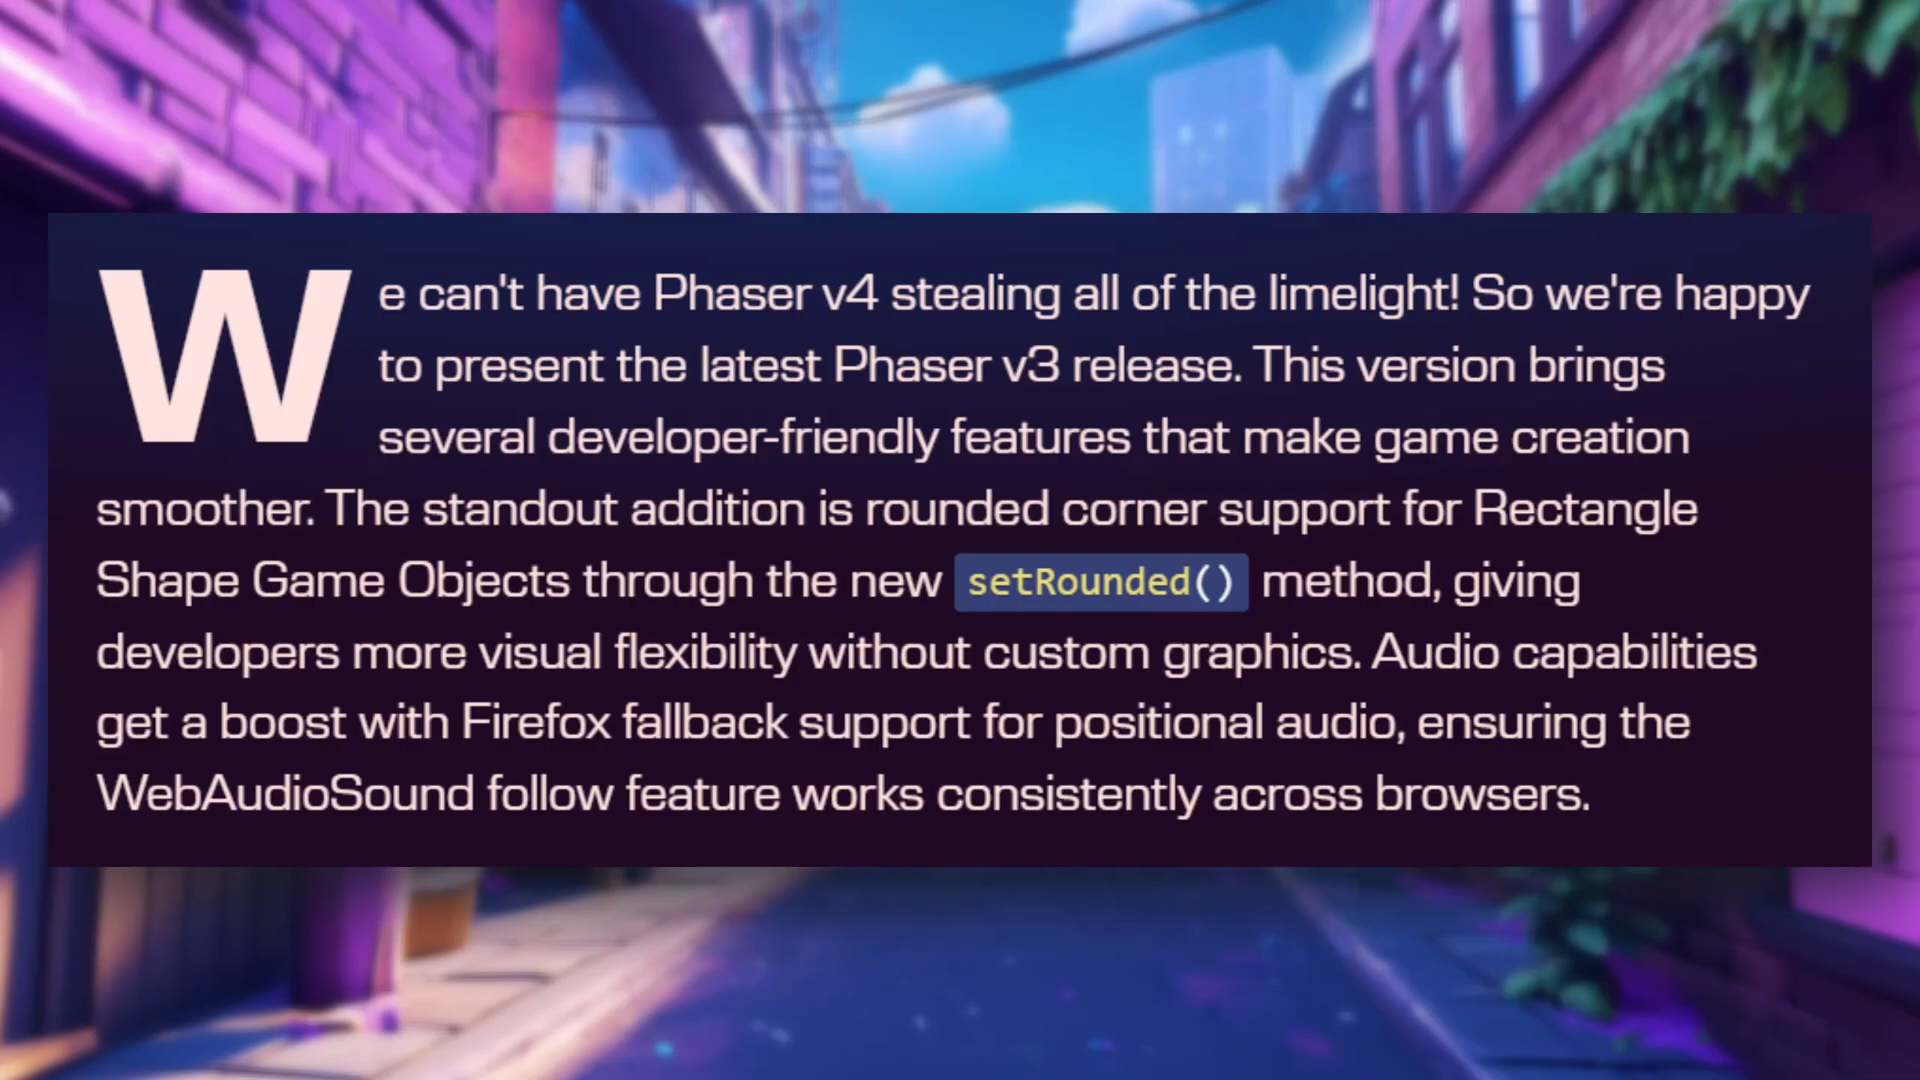 We can't have Phaser v4 stealing all of the limelight! So we're happy
to present the latest Phaser v3 release. This version brings
several developer-friendly features that make game creation
smoother. The standout addition is rounded corner support for Rectangle
Shape Game Objects through the new setRounded() method, giving
developers more visual flexibility without custom graphics. Audio capabilities
get a boost with Firefox fallback support for positional audio, ensuring the
WebAudioSound follow feature works consistently across browsers.